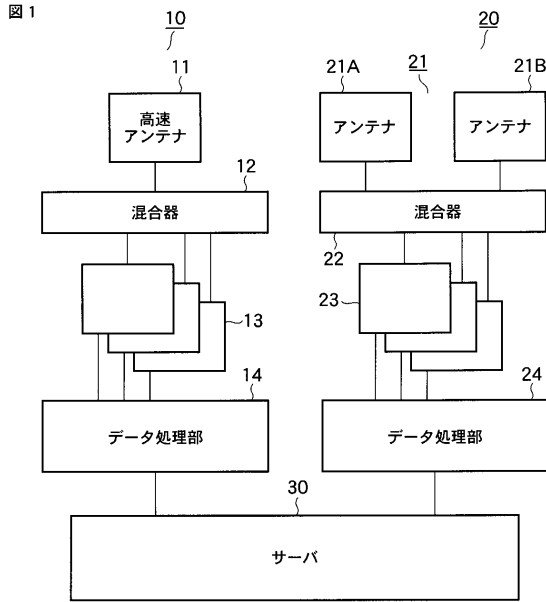 図1
10
20
11
高速
アンテナ
21A
21
21B
アンテナ
アンテナ
12
混合器
混合器
22
13
23
14
データ処理部
24
データ処理部
30
サーバ